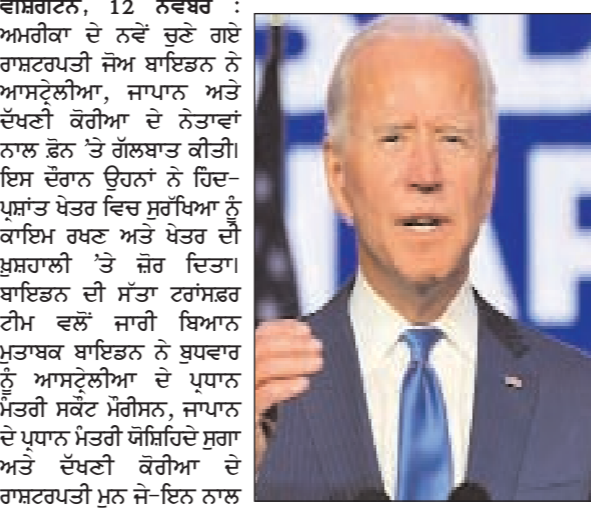 ਵਾਸ਼ਿੰਗਟਨ, 12 ਨਵੰਬਰ :
ਅਮਰੀਕਾ ਦੇ ਨਵੇਂ ਚੁਣੇ ਗਏ
ਰਾਸ਼ਟਰਪਤੀ ਜੋਅ ਬਾਇਡਨ ਨੇ
ਆਸਟ੍ਰੇਲੀਆ, ਜਾਪਾਨ ਅਤੇ
ਦੱਖਣੀ ਕੋਰੀਆ ਦੇ ਨੇਤਾਵਾਂ
ਨਾਲ ਫ਼ੋਨ 'ਤੇ ਗੱਲਬਾਤ ਕੀਤੀ।
ਇਸ ਦੌਰਾਨ ਉਹਨਾਂ ਨੇ ਹਿੰਦ-
ਪ੍ਰਸ਼ਾਂਤ ਖੇਤਰ ਵਿਚ ਸੁਰੱਖਿਆ ਨੂੰ
ਕਾਇਮ ਰਖਣ ਅਤੇ ਖੇਤਰ ਦੀ
ਖ਼ੁਸ਼ਹਾਲੀ 'ਤੇ ਜ਼ੋਰ ਦਿਤਾ।
ਬਾਇਡਨ ਦੀ ਸੱਤਾ ਟਰਾਂਸਫ਼ਰ
ਟੀਮ ਵਲੋਂ ਜਾਰੀ ਬਿਆਨ
ਮੁਤਾਬਕ ਬਾਇਡਨ ਨੇ ਬੁਧਵਾਰ
ਨੂੰ ਆਸਟ੍ਰੇਲੀਆ ਦੇ ਪ੍ਰਧਾਨ
ਮੰਤਰੀ ਸਕੌਟ ਮੌਰੀਸਨ, ਜਾਪਾਨ
ਦੇ ਪ੍ਰਧਾਨ ਮੰਤਰੀ ਯੋਸ਼ਿਹਿਦੇ ਸੁਗਾ
ਅਤੇ ਦੱਖਣੀ ਕੋਰੀਆ ਦੇ
ਰਾਸ਼ਟਰਪਤੀ ਮੂਨ ਜੇ-ਇਨ ਨਾਲ